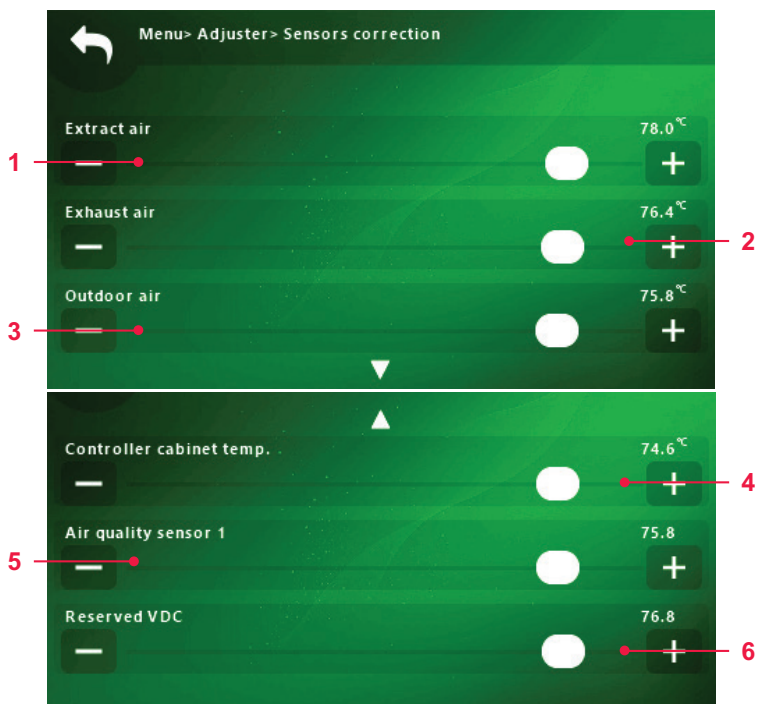 Menu> Adjuster> Sensors correction
Extract air 78.0℃
1
Exhaust air 76.4℃
2
Outdoor air 75.8℃
3
Controller cabinet temp. 74.6℃
4
Air quality sensor 1 75.8
5
Reserved VDC 76.8
6